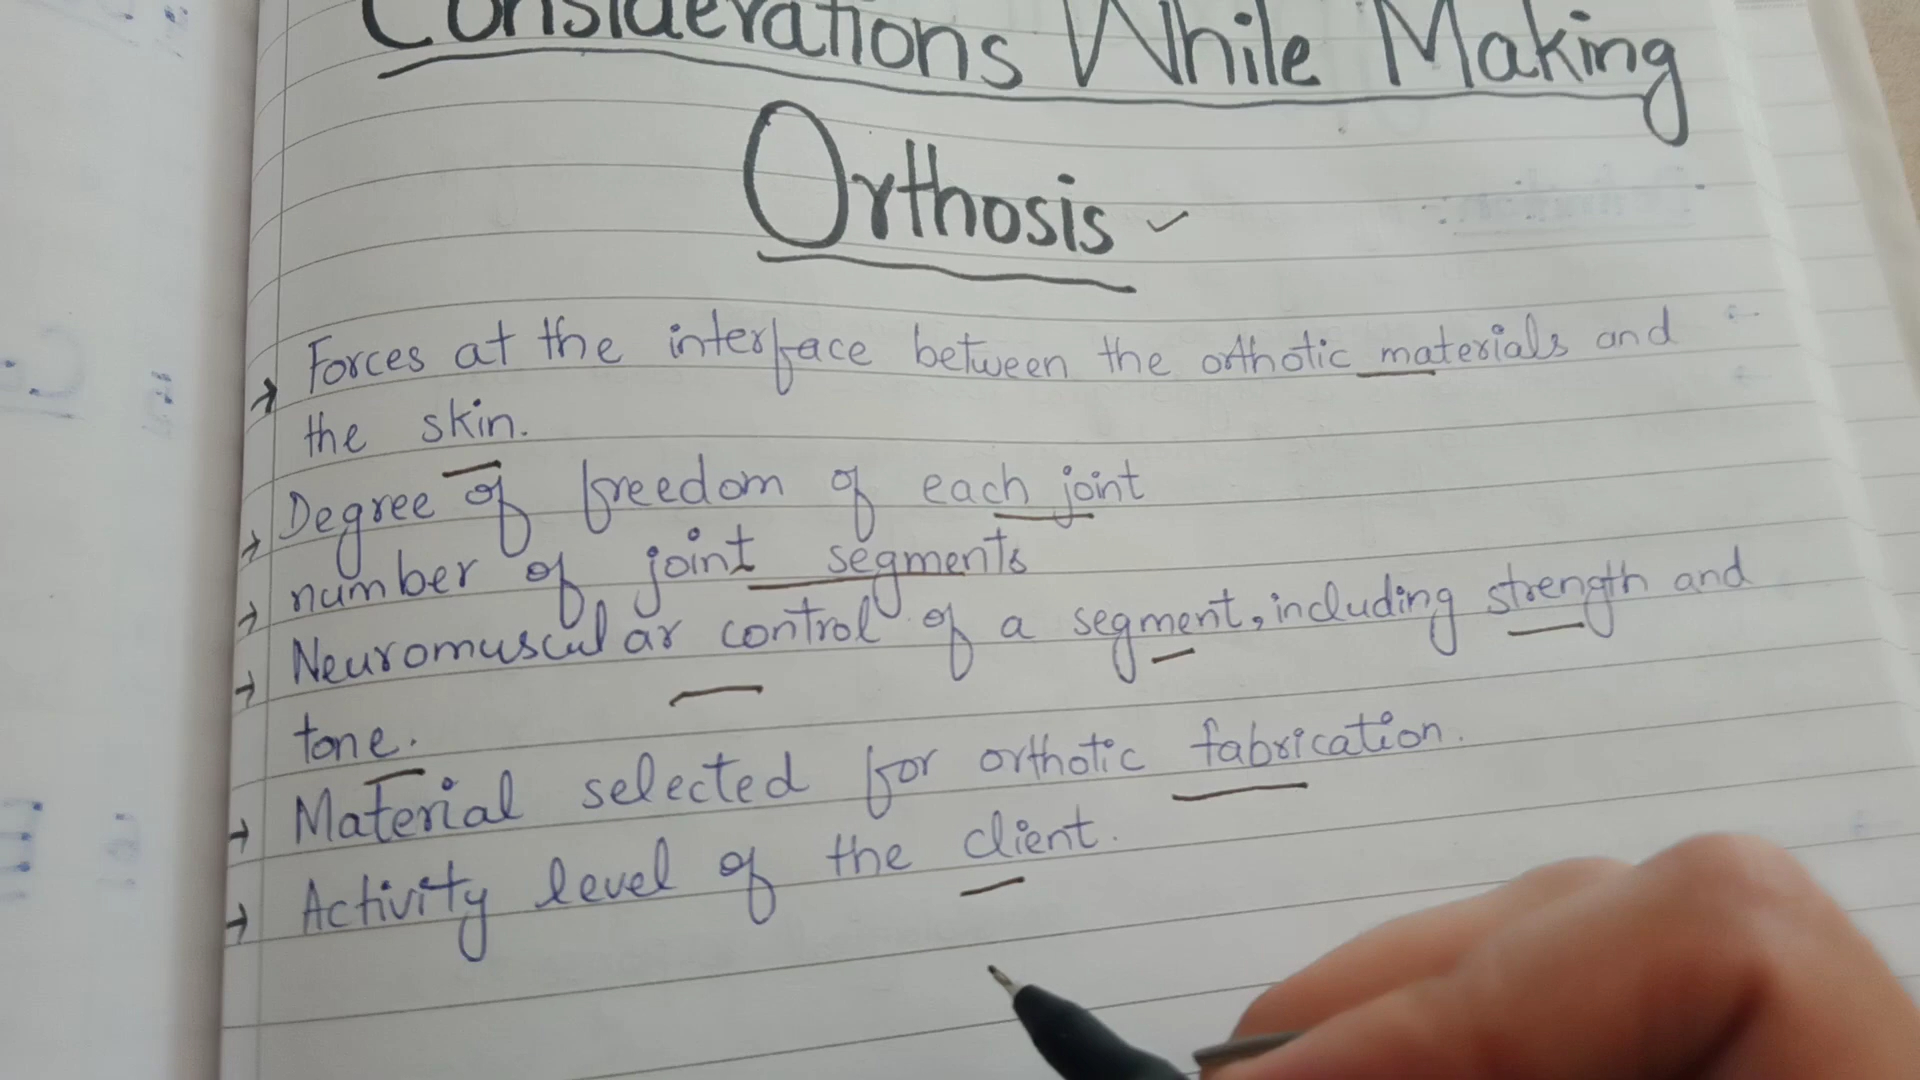 Considerations While Making
Orthosis
→ Forces at the interface between the orthotic materials and
the skin.
→ Degree of freedom of each joint
→ number of joint segments
→ Neuromuscular control of a segment, including strength and
tone.
→ Material selected for orthotic fabrication.
→ Activity level of the client.